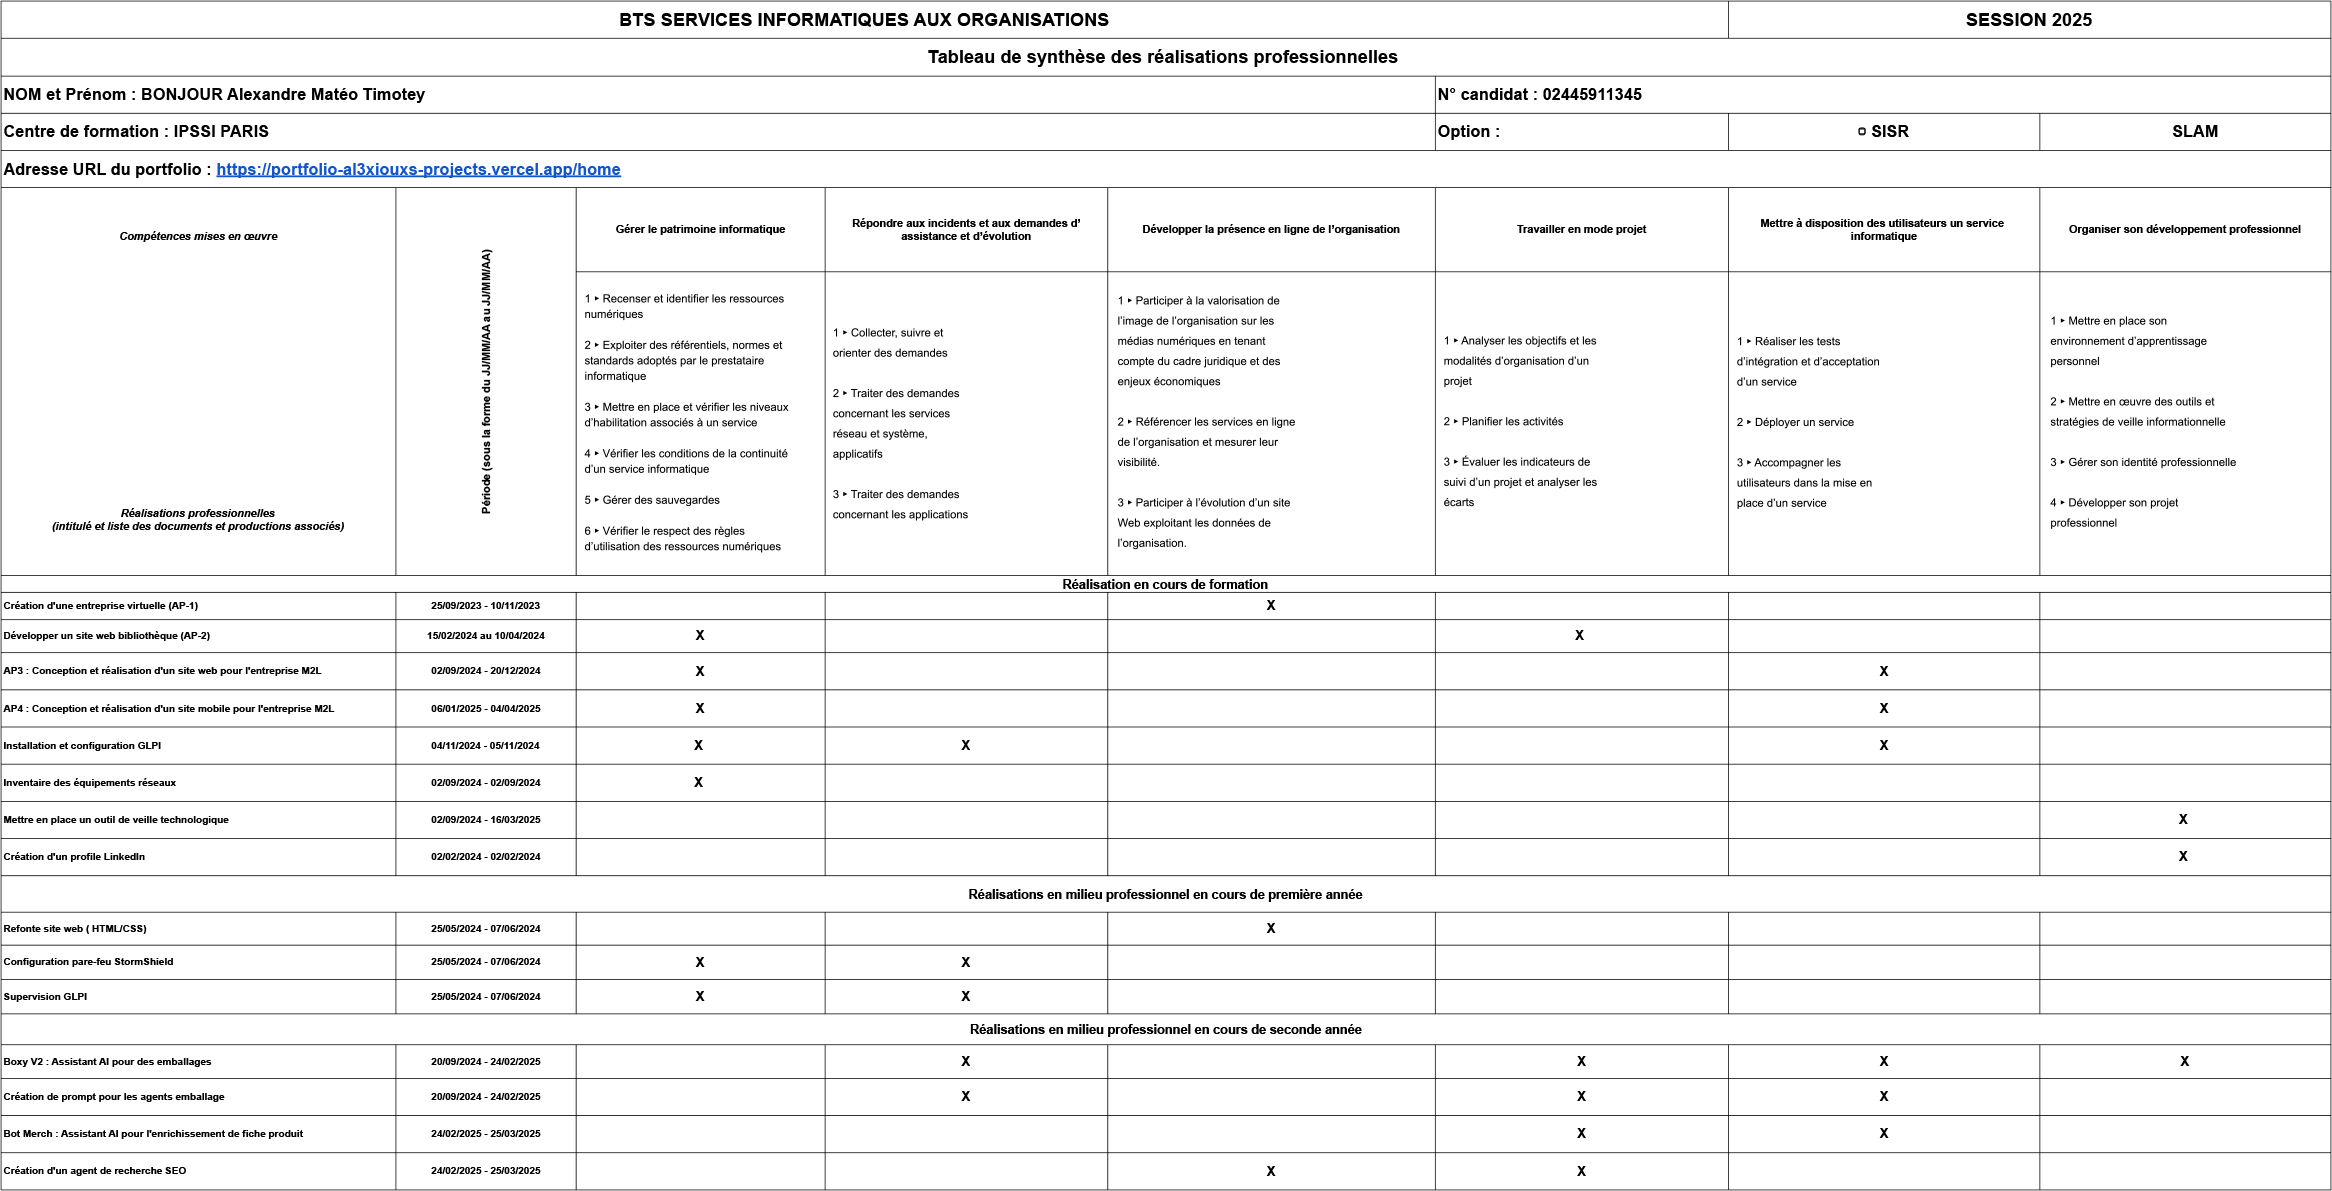 BTS SERVICES INFORMATIQUES AUX ORGANISATIONS
SESSION 2025
Tableau de synthèse des réalisations professionnelles
NOM et Prénom : BONJOUR Alexandre Matéo Timotey
N° candidat : 02445911345
Centre de formation : IPSSI PARIS
Option :
SISR
SLAM
Adresse URL du portfolio : https://portfolio-al3xiouxs-projects.vercel.app/home
Compétences mises en œuvre
Réalisations professionnelles
(intitulé et liste des documents et productions associés)
Période (sous la forme du JJ/MM/AA au JJ/MM/AA)
Gérer le patrimoine informatique
Répondre aux incidents et aux demandes d'
assistance et d'évolution
Développer la présence en ligne de l'organisation
Travailler en mode projet
Mettre à disposition des utilisateurs un service
informatique
Organiser son développement professionnel
1 ‣ Recenser et identifier les ressources
numériques
2 ‣ Exploiter des référentiels, normes et
standards adoptés par le prestataire
informatique
3 ‣ Mettre en place et vérifier les niveaux
d'habilitation associés à un service
4 ‣ Vérifier les conditions de la continuité
d'un service informatique
5 ‣ Gérer des sauvegardes
6 ‣ Vérifier le respect des règles
d'utilisation des ressources numériques
1 ‣ Collecter, suivre et
orienter des demandes
2 ‣ Traiter des demandes
concernant les services
réseau et système,
applicatifs
3 ‣ Traiter des demandes
concernant les applications
1 ‣ Participer à la valorisation de
l'image de l'organisation sur les
médias numériques en tenant
compte du cadre juridique et des
enjeux économiques
2 ‣ Référencer les services en ligne
de l'organisation et mesurer leur
visibilité.
3 ‣ Participer à l'évolution d'un site
Web exploitant les données de
l'organisation.
1 ‣ Analyser les objectifs et les
modalités d'organisation d'un
projet
2 ‣ Planifier les activités
3 ‣ Évaluer les indicateurs de
suivi d'un projet et analyser les
écarts
1 ‣ Réaliser les tests
d'intégration et d'acceptation
d'un service
2 ‣ Déployer un service
3 ‣ Accompagner les
utilisateurs dans la mise en
place d'un service
1 ‣ Mettre en place son
environnement d'apprentissage
personnel
2 ‣ Mettre en œuvre des outils et
stratégies de veille informationnelle
3 ‣ Gérer son identité professionnelle
4 ‣ Développer son projet
professionnel
Réalisation en cours de formation
Création d'une entreprise virtuelle (AP-1) 25/09/2023 - 10/11/2023 X
Développer un site web bibliothèque (AP-2) 15/02/2024 au 10/04/2024 X X
AP3 : Conception et réalisation d'un site web pour l'entreprise M2L 02/09/2024 - 20/12/2024 X X
AP4 : Conception et réalisation d'un site mobile pour l'entreprise M2L 06/01/2025 - 04/04/2025 X X
Installation et configuration GLPI 04/11/2024 - 05/11/2024 X X X
Inventaire des équipements réseaux 02/09/2024 - 02/09/2024 X
Mettre en place un outil de veille technologique 02/09/2024 - 16/03/2025 X
Création d'un profile LinkedIn 02/02/2024 - 02/02/2024 X
Réalisations en milieu professionnel en cours de première année
Refonte site web ( HTML/CSS) 25/05/2024 - 07/06/2024 X
Configuration pare-feu StormShield 25/05/2024 - 07/06/2024 X X
Supervision GLPI 25/05/2024 - 07/06/2024 X X
Réalisations en milieu professionnel en cours de seconde année
Boxy V2 : Assistant AI pour des emballages 20/09/2024 - 24/02/2025 X X X X
Création de prompt pour les agents emballage 20/09/2024 - 24/02/2025 X X X
Bot Merch : Assistant AI pour l'enrichissement de fiche produit 24/02/2025 - 25/03/2025 X X
Création d'un agent de recherche SEO 24/02/2025 - 25/03/2025 X X